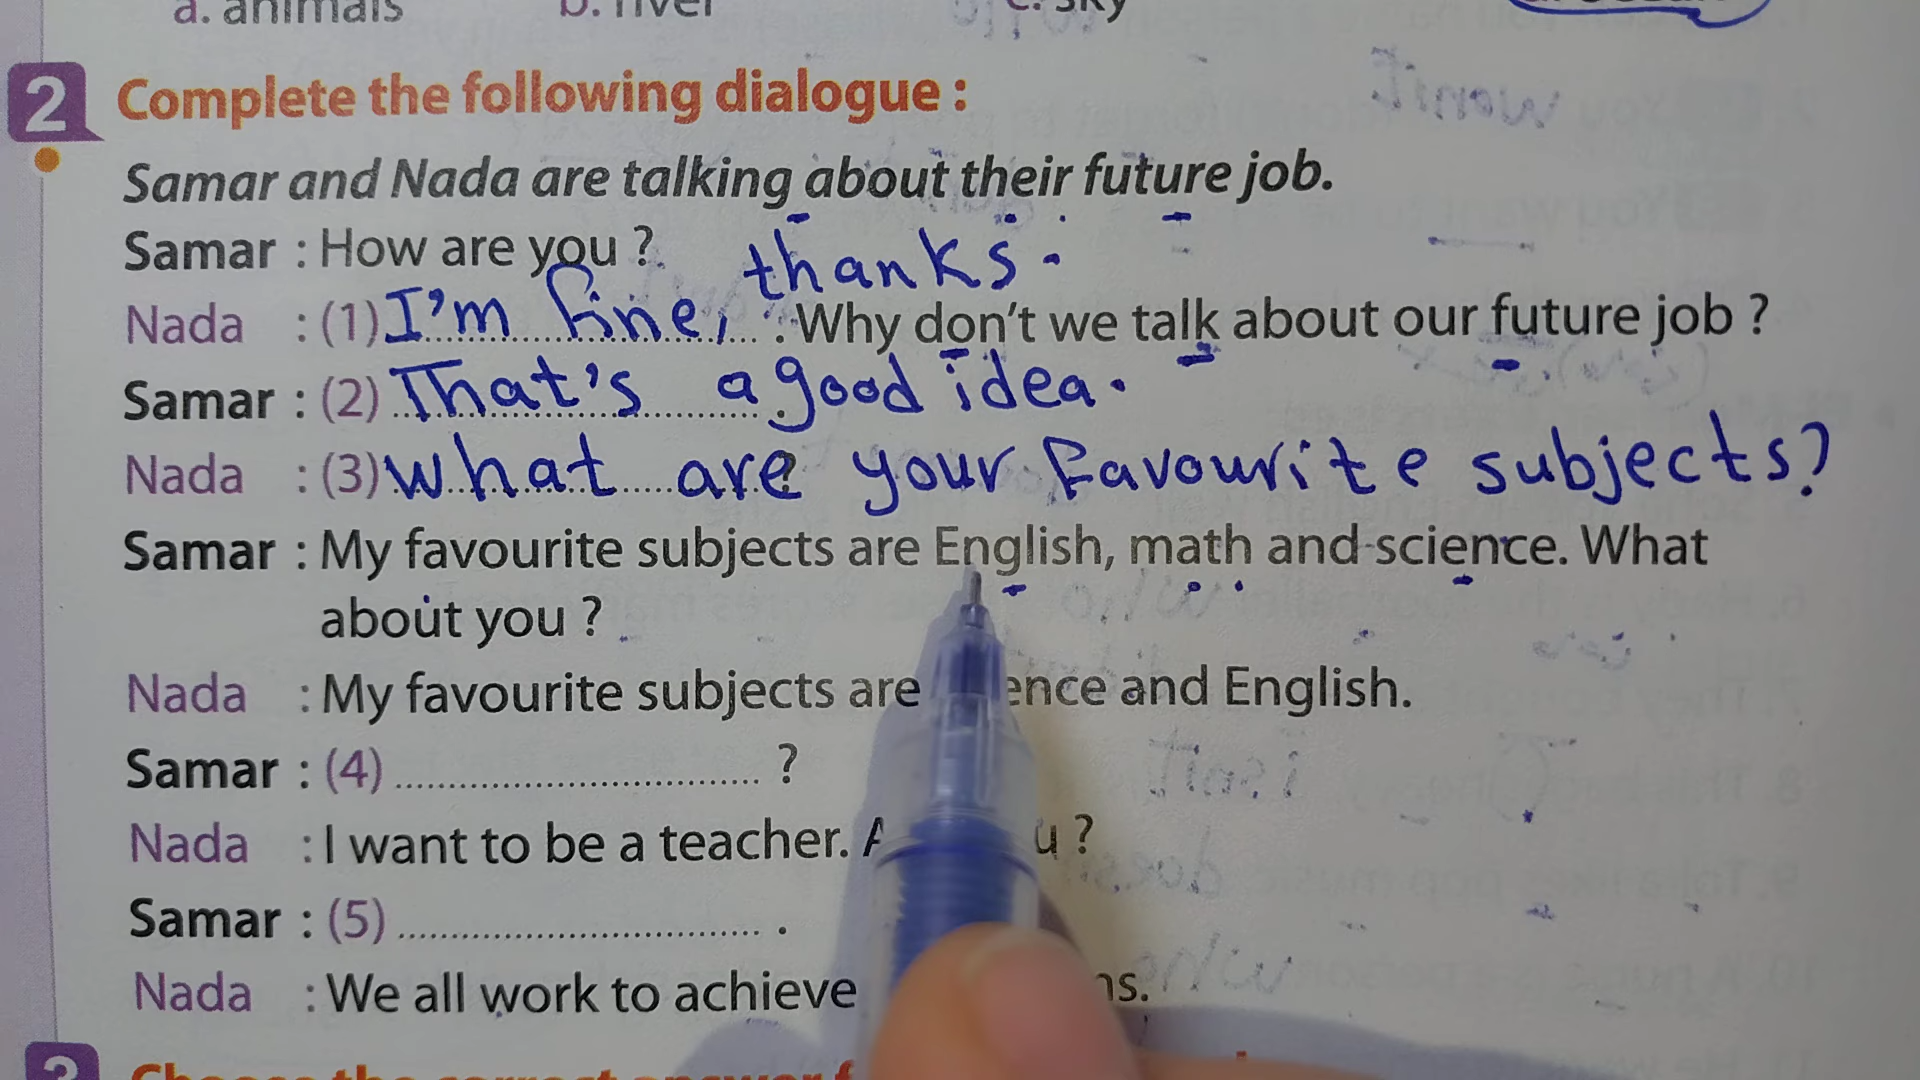 a. animals b. river c. sky
2 Complete the following dialogue :
Samar and Nada are talking about their future job.
Samar : How are you ?
thanks.
Nada : (1) I'm fine, . Why don't we talk about our future job ?
Samar : (2) That's a good idea.
Nada : (3) what are your favourite subjects?
Samar : My favourite subjects are English, math and science. What
about you ?
Nada : My favourite subjects are and English.
Samar : (4) ........................ ?
Nada : I want to be a teacher. ?
Samar : (5) ........................ .
Nada : We all work to achieve
3